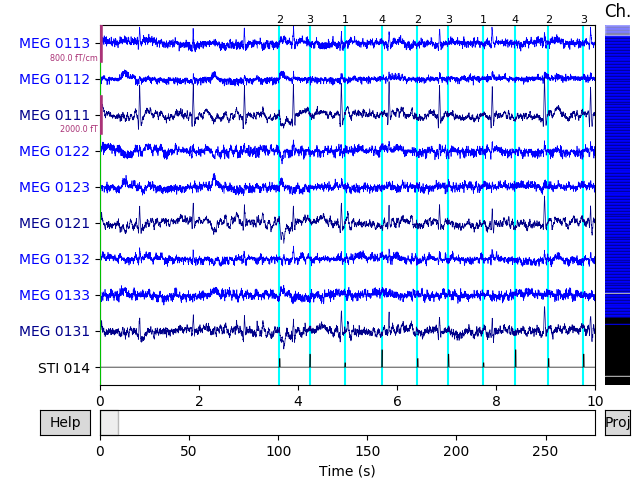 Ch.
2 3 1 4 2 3 1 4 2 3
MEG 0113
800.0 fT/cm
MEG 0112
MEG 0111
2000.0 fT
MEG 0122
MEG 0123
MEG 0121
MEG 0132
MEG 0133
MEG 0131
STI 014
0 2 4 6 8 10
Help
Proj
0 50 100 150 200 250
Time (s)